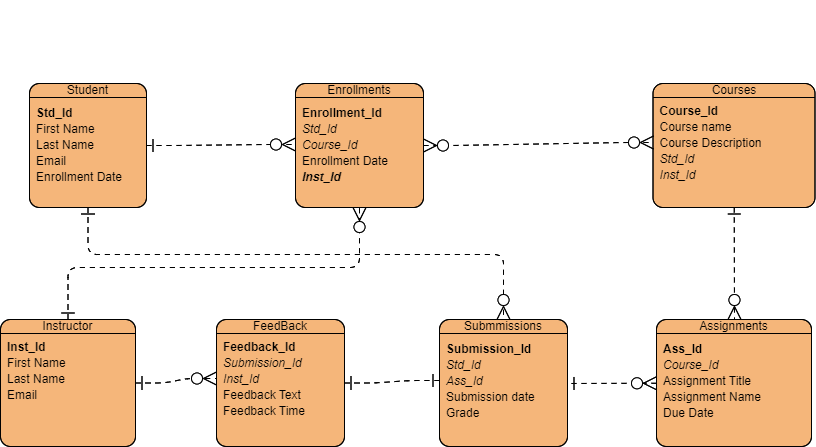 Student
Std_Id
First Name
Last Name
Email
Enrollment Date
Enrollments
Enrollment_Id
Std_Id
Course_Id
Enrollment Date
Inst_Id
Courses
Course_Id
Course name
Course Description
Std_Id
Inst_Id
Instructor
Inst_Id
First Name
Last Name
Email
FeedBack
Feedback_Id
Submission_Id
Inst_Id
Feedback Text
Feedback Time
Submmissions
Submission_Id
Std_Id
Ass_Id
Submission date
Grade
Assignments
Ass_Id
Course_Id
Assignment Title
Assignment Name
Due Date